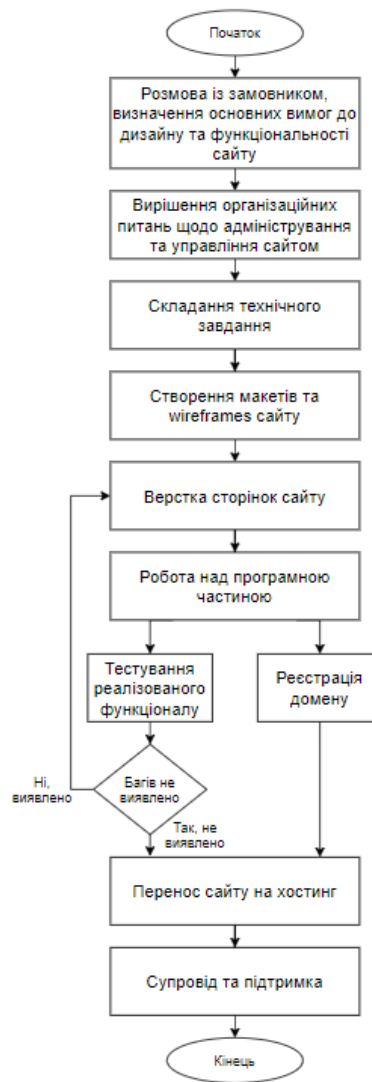 Початок
Розмова із замовником,
визначення основних вимог до
дизайну та функціональності
сайту
Вирішення організаційних
питань щодо адміністрування
та управління сайтом
Складання технічного
завдання
Створення макетів та
wireframes сайту
Верстка сторінок сайту
Робота над програмною
частиною
Тестування
реалізованого
функціоналу
Реєстрація
домену
Багів не
виявлено
Ні,
виявлено
Так, не
виявлено
Перенос сайту на хостинг
Супровід та підтримка
Кінець